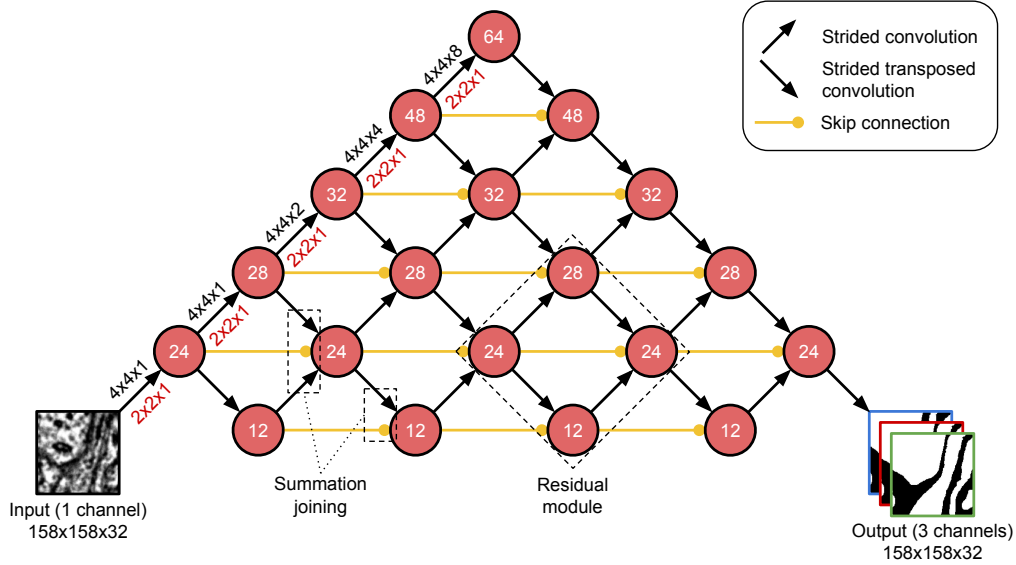 64
Strided convolution
Strided transposed
convolution
Skip connection
4x4x8
2x2x1
48
48
4x4x4
2x2x1
32
32
32
4x4x2
2x2x1
28
28
28
28
4x4x1
2x2x1
24
24
24
24
24
4x4x1
2x2x1
12
12
12
12
Input (1 channel)
158x158x32
Summation
joining
Residual
module
Output (3 channels)
158x158x32